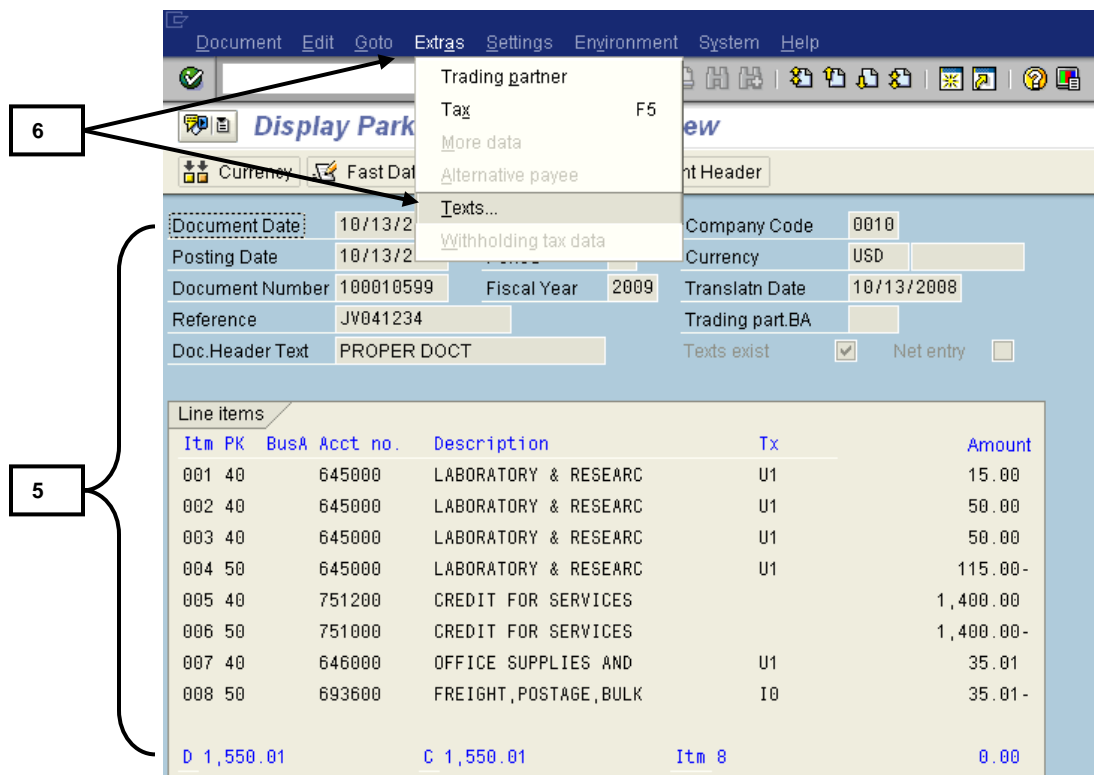 Document Edit Goto Extras Settings Environment System Help
Trading partner
Tax F5
More data
Alternative payee
Texts...
Withholding tax data
6
Display Park ew
Currency Fast Dat nt Header
Document Date 10/13/2 Company Code 0010
Posting Date 10/13/2 Currency USD
Document Number 100010599 Fiscal Year 2009 Translatn Date 10/13/2008
Reference JV041234 Trading part.BA
Doc.Header Text PROPER DOCT Texts exist Net entry
5
Line items
Itm PK BusA Acct no. Description Tx Amount
001 40 645000 LABORATORY & RESEARC U1 15.00
002 40 645000 LABORATORY & RESEARC U1 50.00
003 40 645000 LABORATORY & RESEARC U1 50.00
004 50 645000 LABORATORY & RESEARC U1 115.00-
005 40 751200 CREDIT FOR SERVICES 1,400.00
006 50 751000 CREDIT FOR SERVICES 1,400.00-
007 40 646000 OFFICE SUPPLIES AND U1 35.01
008 50 693600 FREIGHT,POSTAGE,BULK I0 35.01-
D 1,550.01 C 1,550.01 Itm 8 0.00